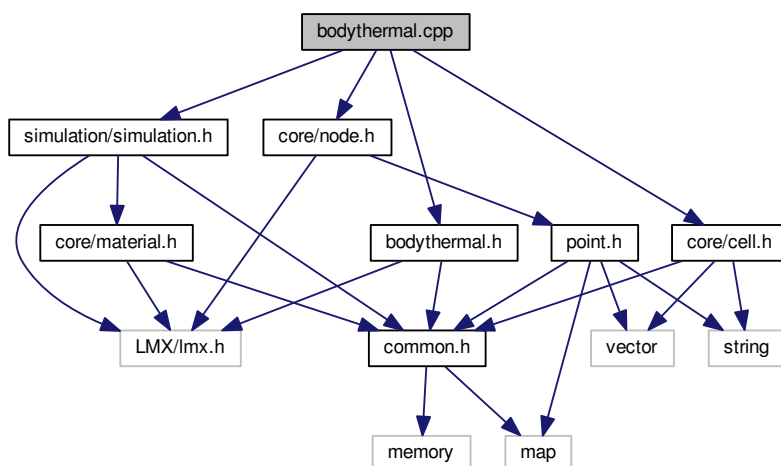 bodythermal.cpp
simulation/simulation.h
core/node.h
core/material.h
bodythermal.h
point.h
core/cell.h
LMX/lmx.h
common.h
vector
string
memory
map